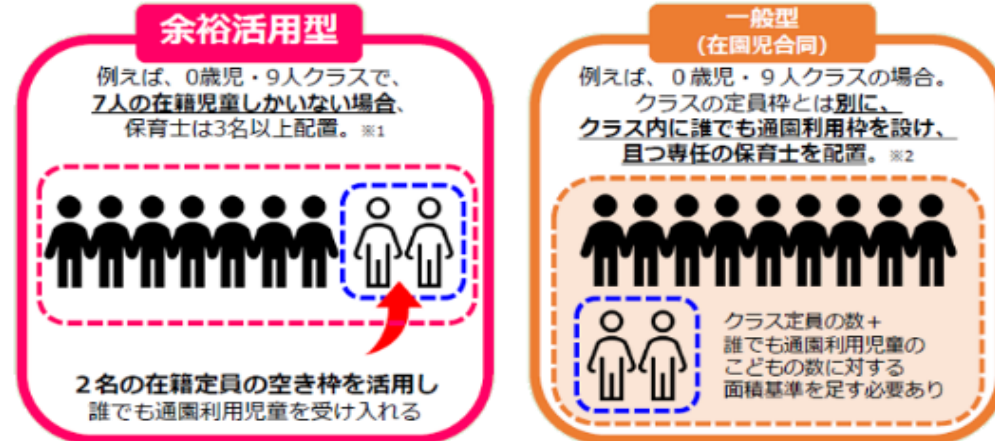 余裕活用型
例えば、0歳児・9人クラスで、
7人の在籍児童しかいない場合、
保育士は3名以上配置。※1
２名の在籍定員の空き枠を活用し
誰でも通園利用児童を受け入れる
一般型
(在園児合同)
例えば、０歳児・９人クラスの場合。
クラスの定員枠とは別に、
クラス内に誰でも通園利用枠を設け、
且つ専任の保育士を配置。※2
クラス定員の数＋
誰でも通園利用児童の
こどもの数に対する
面積基準を足す必要あり